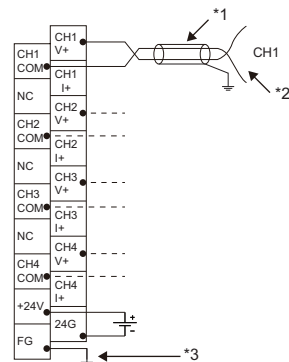 *1
CH1
V+
CH1
COM
CH1
I+
CH1
*2
NC
CH2
V+
CH2
COM
CH2
I+
NC
CH3
V+
CH3
COM
CH3
I+
NC
CH4
V+
CH4
COM
CH4
I+
+24V
24G
+
-
FG
*3